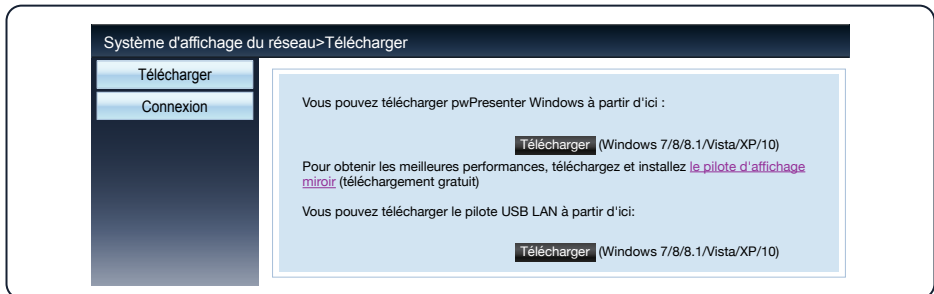 Système d'affichage du réseau>Télécharger
Télécharger
Connexion
Vous pouvez télécharger pwPresenter Windows à partir d'ici :
Télécharger (Windows 7/8/8.1/Vista/XP/10)
Pour obtenir les meilleures performances, téléchargez et installez le pilote d'affichage
miroir (téléchargement gratuit)
Vous pouvez télécharger le pilote USB LAN à partir d'ici:
Télécharger (Windows 7/8/8.1/Vista/XP/10)